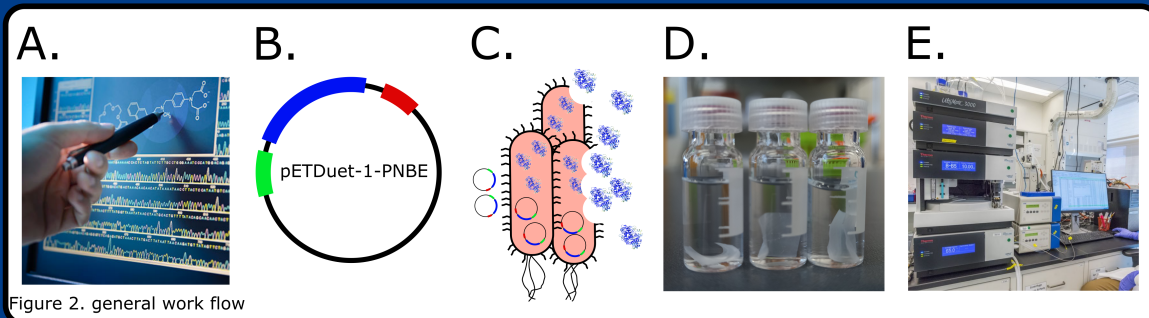 A.
B.
C.
D.
E.
pETDuet-1-PNBE
Figure 2. general work flow